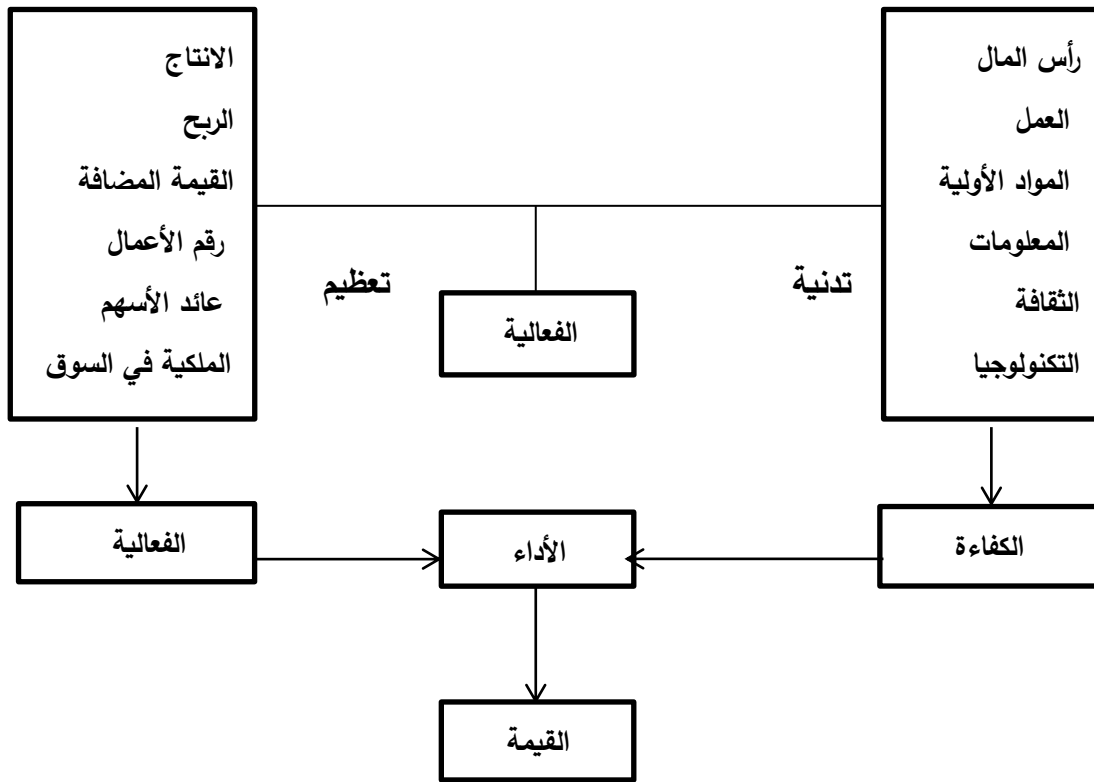 رأس المال
العمل
المواد الأولية
المعلومات
الثقافة
التكنولوجيا
الانتاج
الربح
القيمة المضافة
رقم الأعمال
عائد الأسهم
الملكية في السوق
تدنية
تعظيم
الفعالية
الكفاءة
الأداء
الفعالية
القيمة